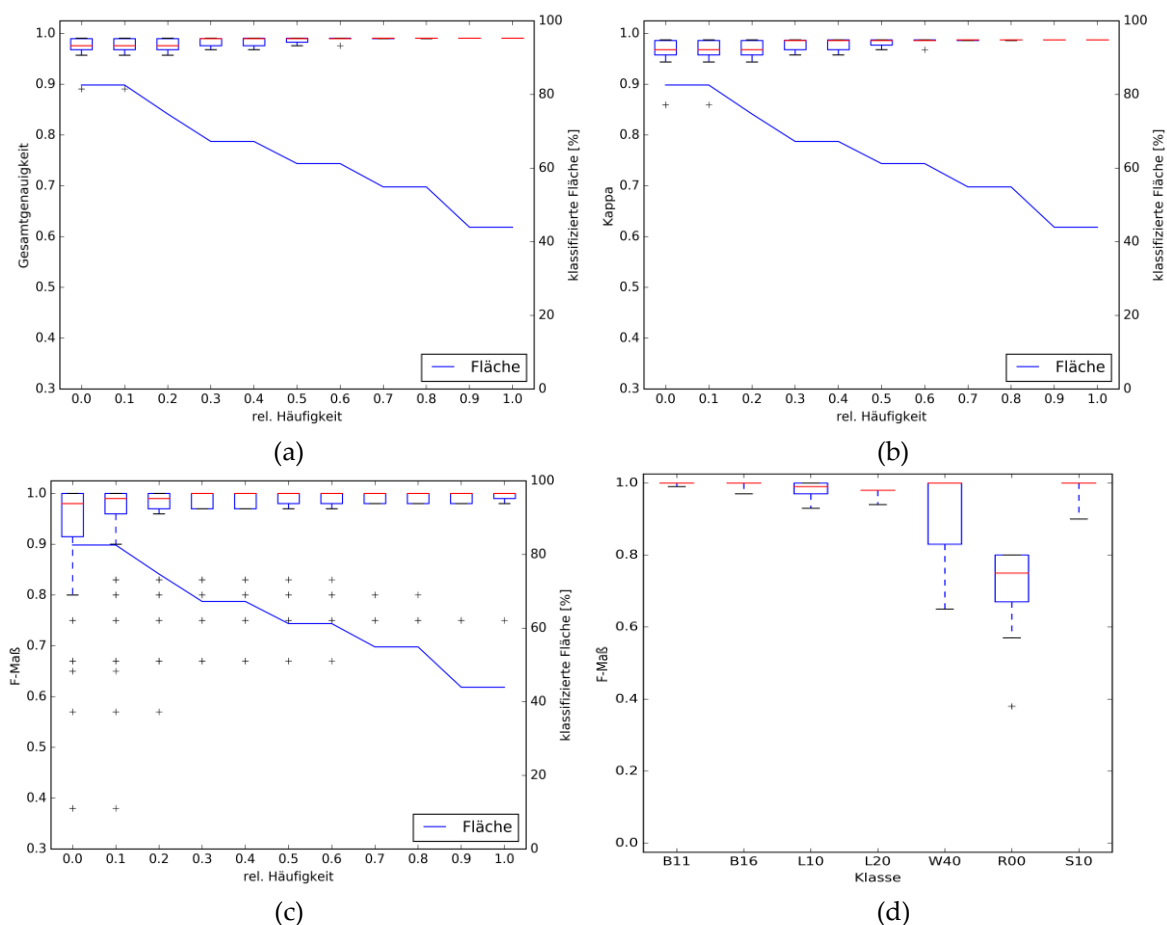 Gesamtgenauigkeit
1.0
0.9
0.8
0.7
0.6
0.5
0.4
0.3
0.0 0.1 0.2 0.3 0.4 0.5 0.6 0.7 0.8 0.9 1.0
rel. Häufigkeit
100
80
60
40
20
0
klassifizierte Fläche [%]
Fläche
(a)
Kappa
1.0
0.9
0.8
0.7
0.6
0.5
0.4
0.3
0.0 0.1 0.2 0.3 0.4 0.5 0.6 0.7 0.8 0.9 1.0
rel. Häufigkeit
100
80
60
40
20
0
klassifizierte Fläche [%]
Fläche
(b)
F-Maß
1.0
0.9
0.8
0.7
0.6
0.5
0.4
0.3
0.0 0.1 0.2 0.3 0.4 0.5 0.6 0.7 0.8 0.9 1.0
rel. Häufigkeit
100
80
60
40
20
0
klassifizierte Fläche [%]
Fläche
(c)
F-Maß
1.0
0.8
0.6
0.4
0.2
0.0
B11 B16 L10 L20 W40 R00 S10
Klasse
(d)